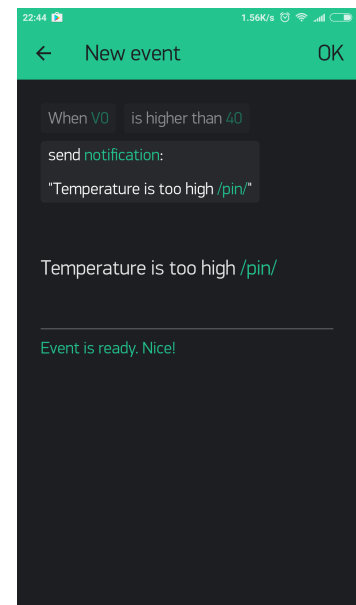 22:44 1.56K/s
New event OK
When V0 is higher than 40
send notification:
"Temperature is too high /pin/"
Temperature is too high /pin/
Event is ready. Nice!